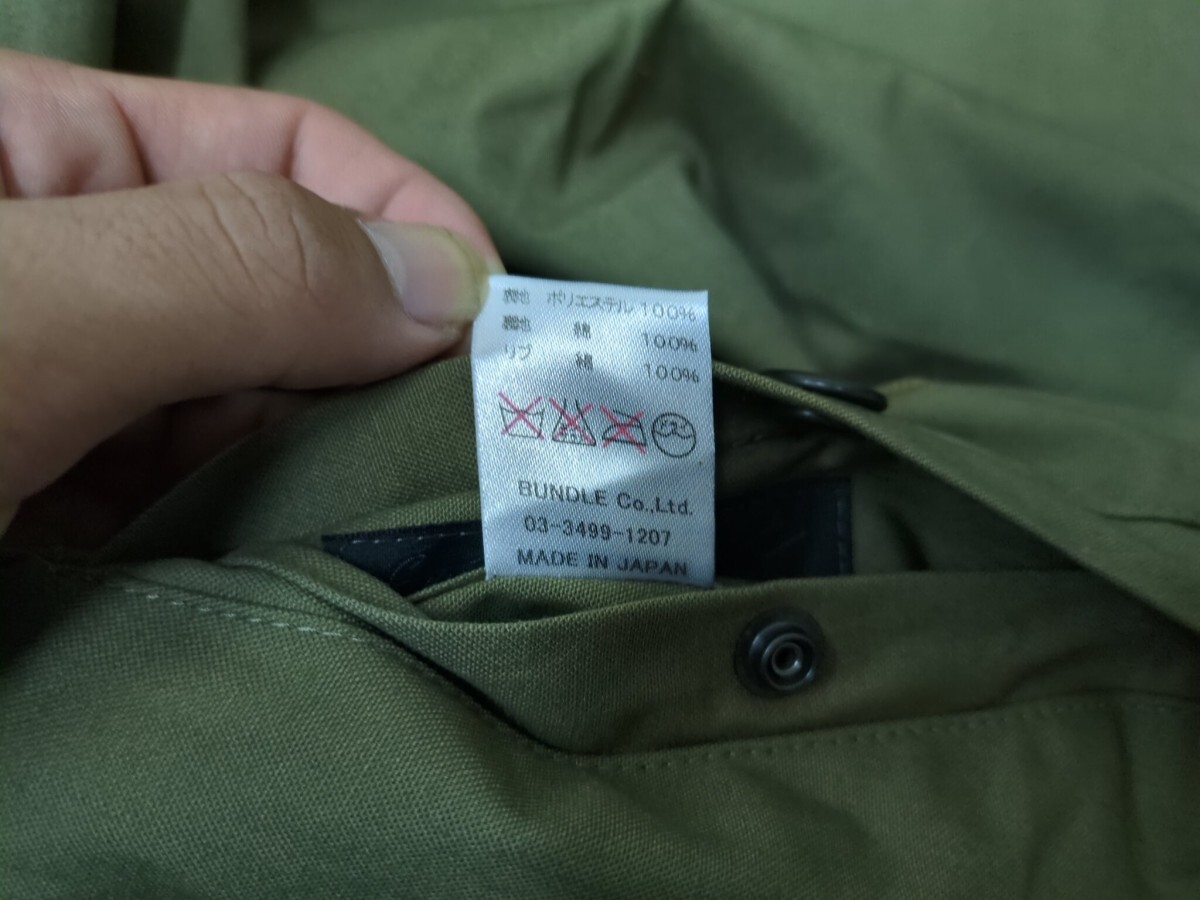 表地 ポリエステル 100%
裏地 綿 100%
リブ 綿 100%
BUNDLE Co.,Ltd.
03-3499-1207
MADE IN JAPAN